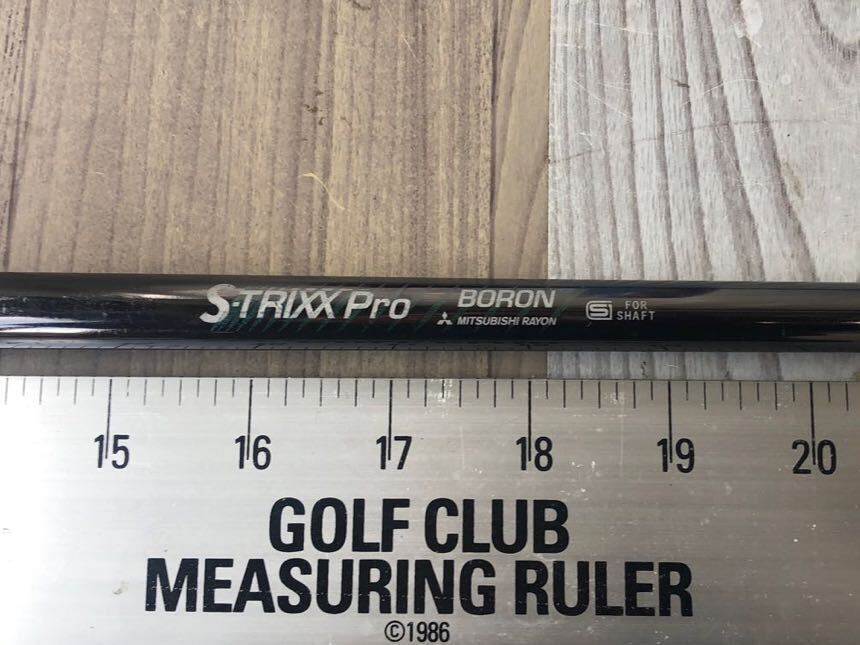 S-TRIXX Pro
BORON
MITSUBISHI RAYON
FOR
SHAFT
15 16 17 18 19 20
GOLF CLUB
MEASURING RULER
©1986